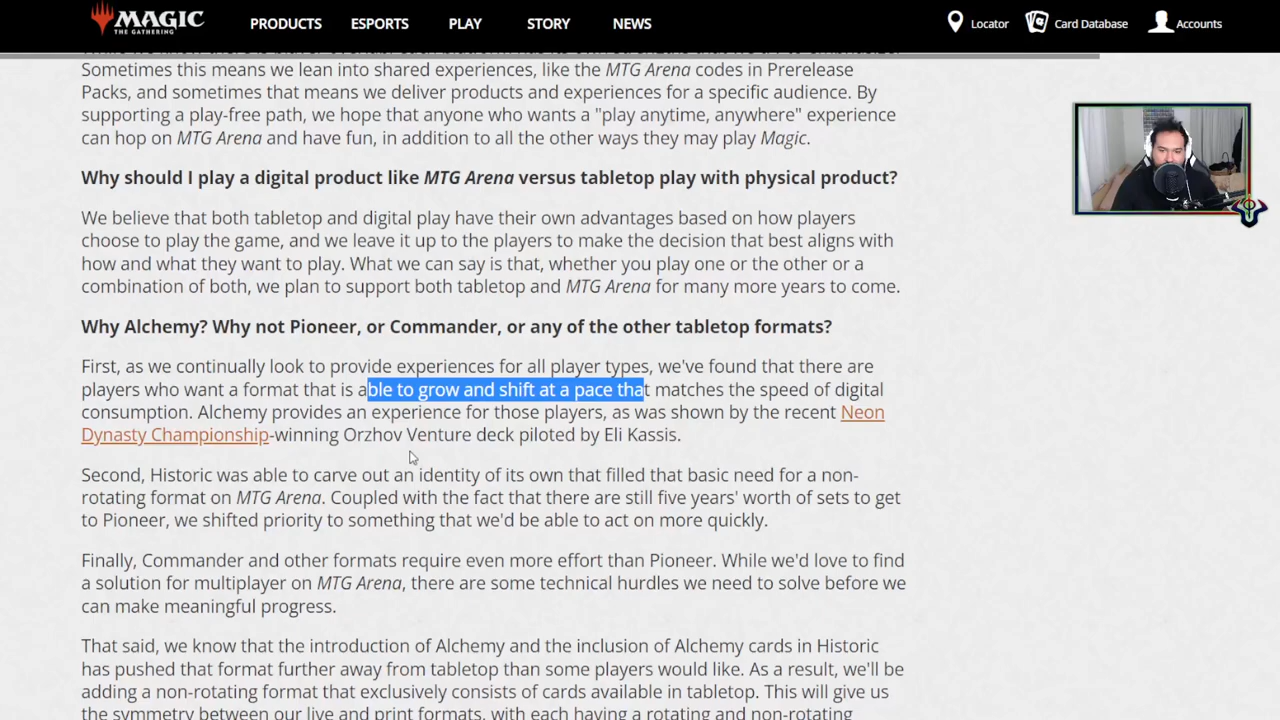 MAGIC
THE GATHERING
PRODUCTS
ESPORTS
PLAY
STORY
NEWS
Locator
Card Database
Accounts
Sometimes this means we lean into shared experiences, like the MTG Arena codes in Prerelease
Packs, and sometimes that means we deliver products and experiences for a specific audience. By
supporting a play-free path, we hope that anyone who wants a "play anytime, anywhere" experience
can hop on MTG Arena and have fun, in addition to all the other ways they may play Magic.
Why should I play a digital product like MTG Arena versus tabletop play with physical product?
We believe that both tabletop and digital play have their own advantages based on how players
choose to play the game, and we leave it up to the players to make the decision that best aligns with
how and what they want to play. What we can say is that, whether you play one or the other or a
combination of both, we plan to support both tabletop and MTG Arena for many more years to come.
Why Alchemy? Why not Pioneer, or Commander, or any of the other tabletop formats?
First, as we continually look to provide experiences for all player types, we've found that there are
players who want a format that is able to grow and shift at a pace that matches the speed of digital
consumption. Alchemy provides an experience for those players, as was shown by the recent Neon
Dynasty Championship-winning Orzhov Venture deck piloted by Eli Kassis.
Second, Historic was able to carve out an identity of its own that filled that basic need for a non-
rotating format on MTG Arena. Coupled with the fact that there are still five years' worth of sets to get
to Pioneer, we shifted priority to something that we'd be able to act on more quickly.
Finally, Commander and other formats require even more effort than Pioneer. While we'd love to find
a solution for multiplayer on MTG Arena, there are some technical hurdles we need to solve before we
can make meaningful progress.
That said, we know that the introduction of Alchemy and the inclusion of Alchemy cards in Historic
has pushed that format further away from tabletop than some players would like. As a result, we'll be
adding a non-rotating format that exclusively consists of cards available in tabletop. This will give us
the symmetry between our live and print formats, with each having a rotating and non-rotating